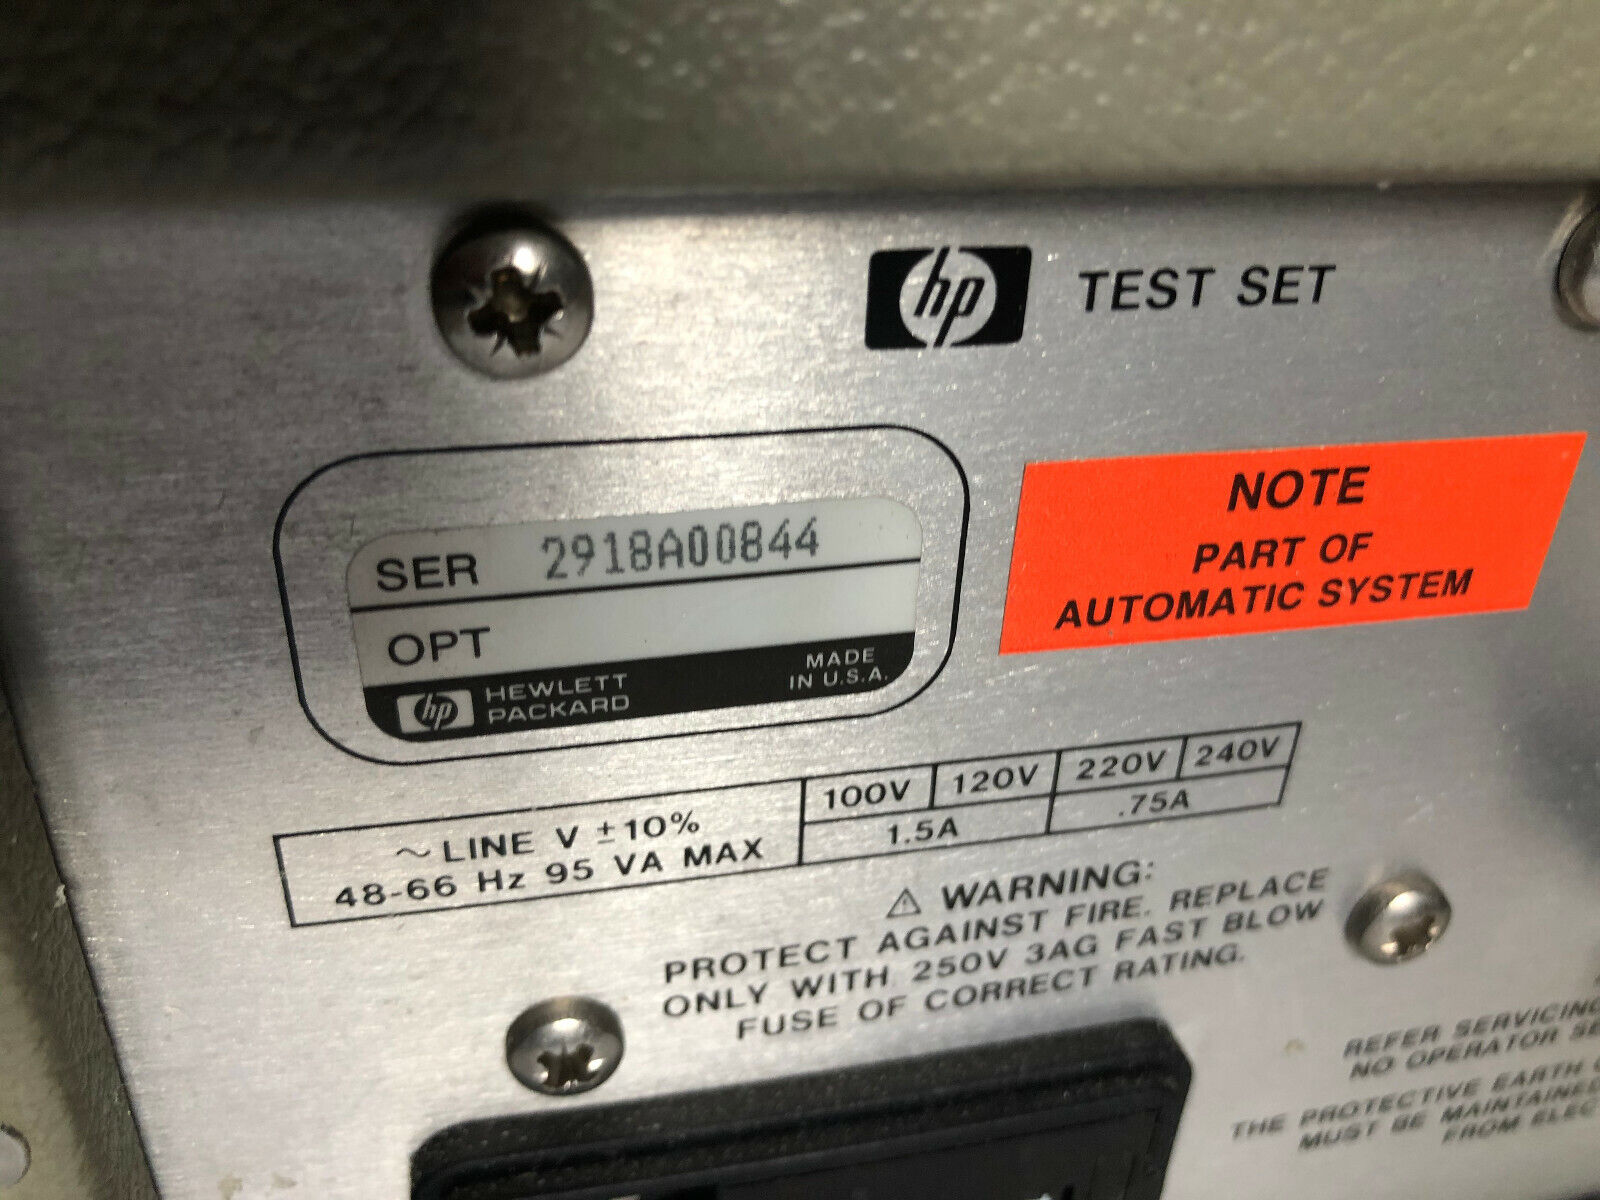 hp TEST SET
NOTE
PART OF
AUTOMATIC SYSTEM
SER 2918A00844
OPT
hp HEWLETT
PACKARD
MADE
IN U.S.A.
~ LINE V ±10%
48-66 Hz 95 VA MAX
100V 120V 220V 240V
1.5A .75A
⚠ WARNING:
PROTECT AGAINST FIRE. REPLACE
ONLY WITH 250V 3AG FAST BLOW
FUSE OF CORRECT RATING.
REFER SERVICING
NO OPERATOR
THE PROTECTIVE EARTH
MUST BE MAINTAINED
FROM